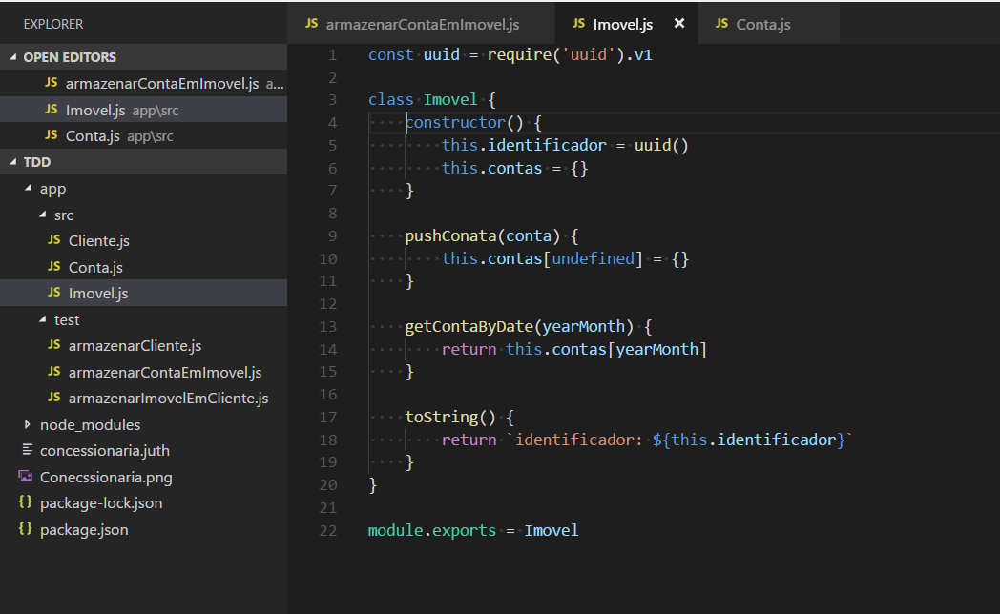 EXPLORER
OPEN EDITORS
JS armazenarContaEmImovel.js a...
JS Imovel.js app\src
JS Conta.js app\src
TDD
app
src
JS Cliente.js
JS Conta.js
JS Imovel.js
test
JS armazenarCliente.js
JS armazenarContaEmImovel.js
JS armazenarImovelEmCliente.js
node_modules
concessionaria.juth
Conecssionaria.png
{} package-lock.json
{} package.json
JS armazenarContaEmImovel.js JS Imovel.js × JS Conta.js
1 const uuid = require('uuid').v1
2
3 class Imovel {
4     constructor() {
5         this.identificador = uuid()
6         this.contas = {}
7     }
8
9     pushConata(conta) {
10         this.contas[undefined] = {}
11     }
12
13     getContaByDate(yearMonth) {
14         return this.contas[yearMonth]
15     }
16
17     toString() {
18         return `identificador: ${this.identificador}`
19     }
20 }
21
22 module.exports = Imovel